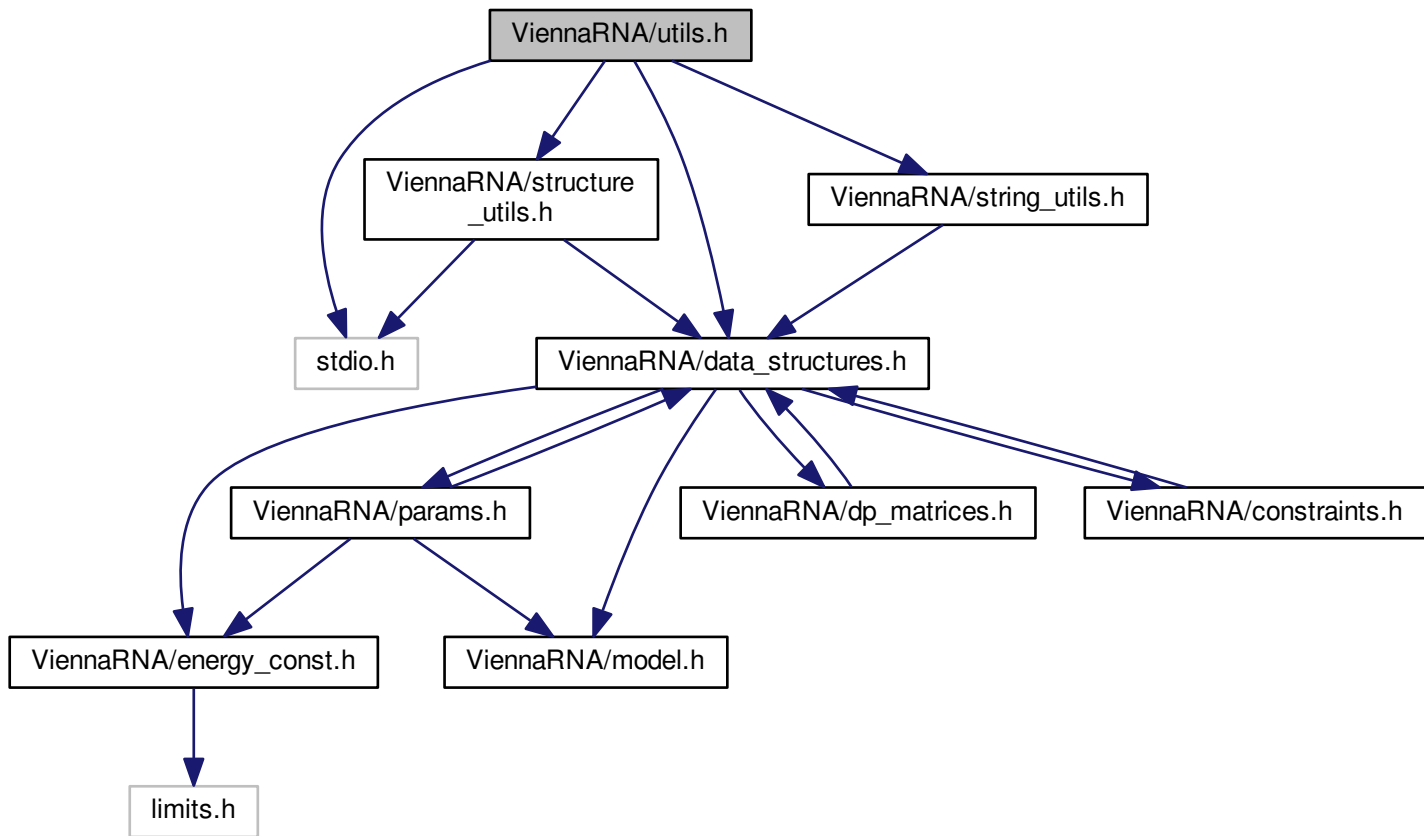 ViennaRNA/utils.h
ViennaRNA/structure
_utils.h
ViennaRNA/string_utils.h
stdio.h
ViennaRNA/data_structures.h
ViennaRNA/params.h
ViennaRNA/dp_matrices.h
ViennaRNA/constraints.h
ViennaRNA/energy_const.h
ViennaRNA/model.h
limits.h